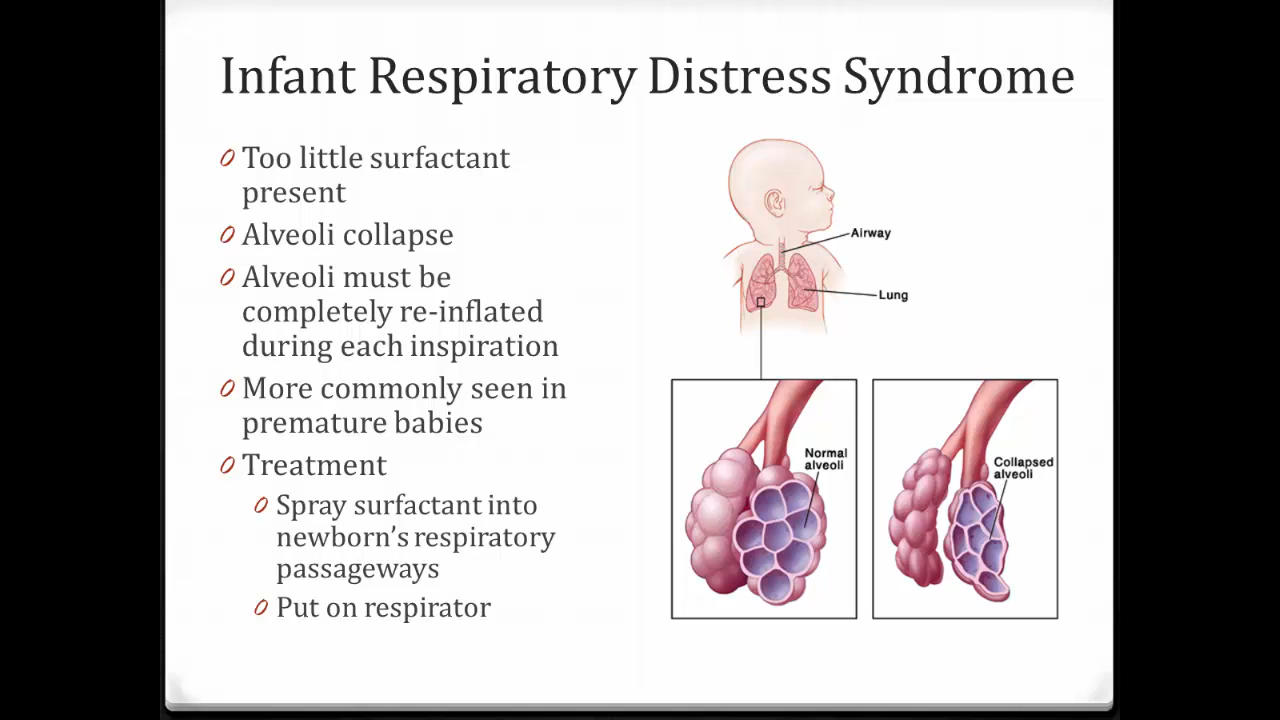 Infant Respiratory Distress Syndrome
Too little surfactant
present
Alveoli collapse
Alveoli must be
completely re-inflated
during each inspiration
More commonly seen in
premature babies
Treatment
Spray surfactant into
newborn's respiratory
passageways
Put on respirator
Airway
Lung
Normal
alveoli
Collapsed
alveoli